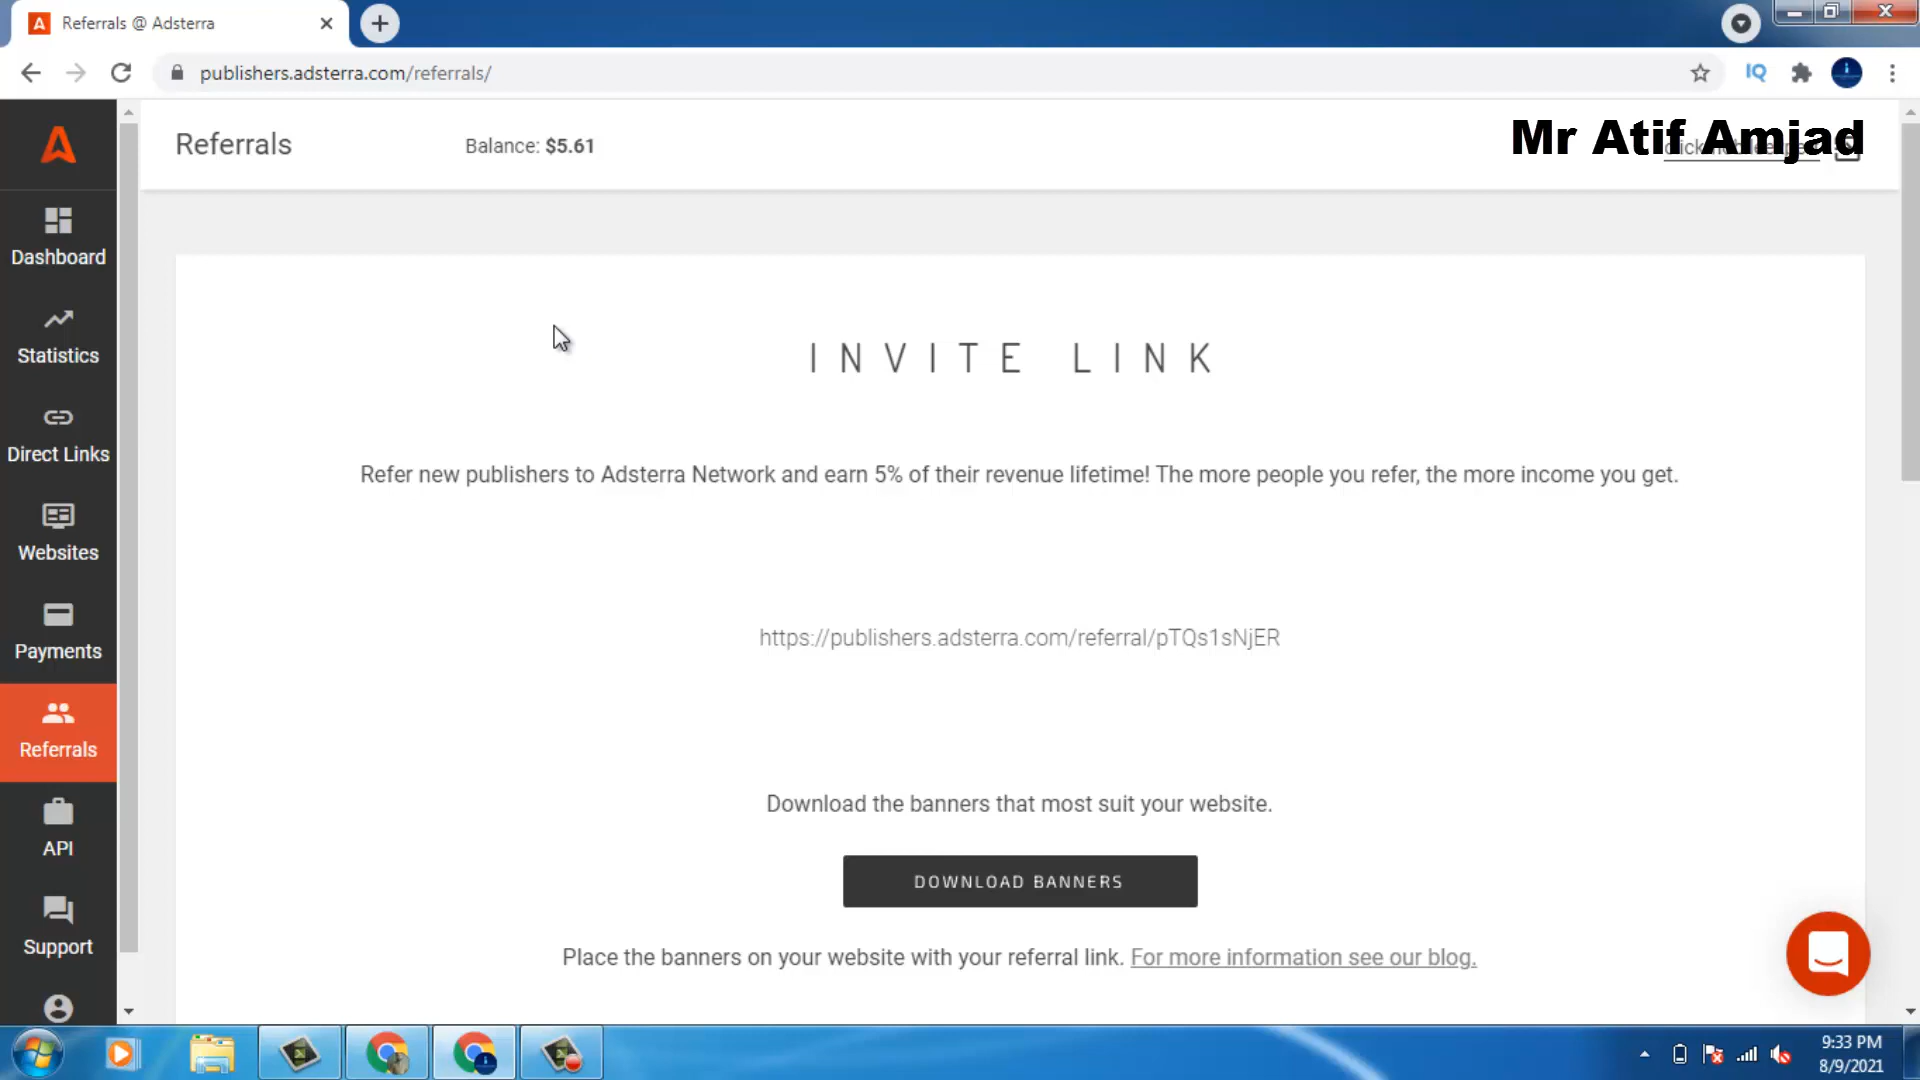 Referrals @ Adsterra
publishers.adsterra.com/referrals/
IQ
Referrals
Balance: $5.61
Mr Atif Amjad
Dashboard
Statistics
Direct Links
Websites
Payments
Referrals
API
Support
INVITE LINK
Refer new publishers to Adsterra Network and earn 5% of their revenue lifetime! The more people you refer, the more income you get.
https://publishers.adsterra.com/referral/pTQs1sNjER
Download the banners that most suit your website.
DOWNLOAD BANNERS
Place the banners on your website with your referral link. For more information see our blog.
9:33 PM
8/9/2021